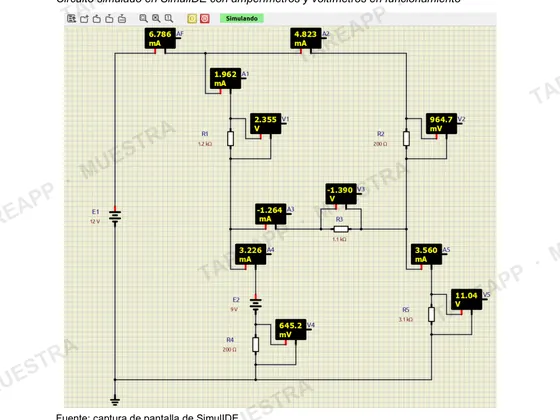 Circuito simulado en SimulIDE con amperímetros y voltímetros en funcionamiento
Simulando
6.786
mA
AF
4.823
mA
A2
1.962
mA
A1
2.355
V
V1
964.7
mV
V2
R1
1.2 kΩ
R2
200 Ω
-1.390
V
V3
-1.264
mA
A3
R3
1.1 kΩ
E1
12 V
3.226
mA
A4
3.560
mA
A5
E2
9 V
11.04
V
V5
645.2
mV
V4
R4
200 Ω
R5
3.1 kΩ
Fuente: captura de pantalla de SimulIDE
TAREAPP · MUESTRA